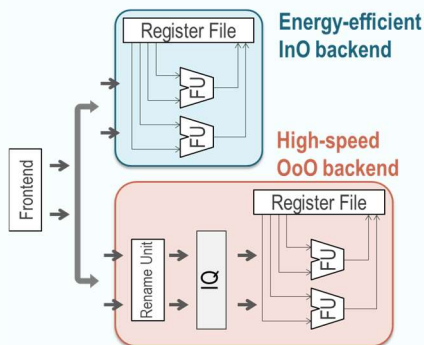 Energy-efficient
InO backend
Register File
FU
FU
High-speed
OoO backend
Frontend
Register File
Rename Unit
IQ
FU
FU